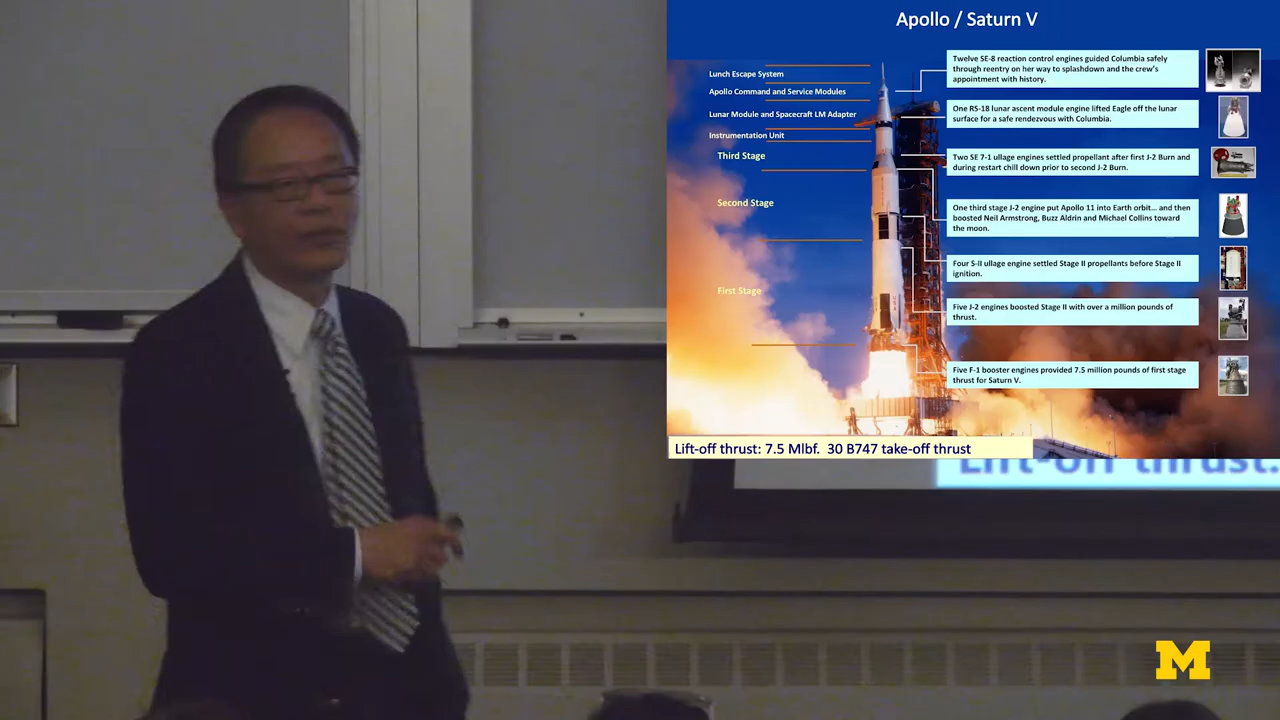 Apollo / Saturn V
Lunch Escape System
Apollo Command and Service Modules
Lunar Module and Spacecraft LM Adapter
Instrumentation Unit
Third Stage
Second Stage
First Stage
Twelve SE-8 reaction control engines guided Columbia safely
through reentry on her way to splashdown and the crew's
appointment with history.
One RS-18 lunar ascent module engine lifted Eagle off the lunar
surface for a safe rendezvous with Columbia.
Two SE 7-1 ullage engines settled propellant after first J-2 Burn and
during restart chill down prior to second J-2 Burn.
One third stage J-2 engine put Apollo 11 into Earth orbit... and then
boosted Neil Armstrong, Buzz Aldrin and Michael Collins toward
the moon.
Four S-II ullage engine settled Stage II propellants before Stage II
ignition.
Five J-2 engines boosted Stage II with over a million pounds of
thrust.
Five F-1 booster engines provided 7.5 million pounds of first stage
thrust for Saturn V.
USA
Lift-off thrust: 7.5 Mlbf. 30 B747 take-off thrust
Lift-off thrust:
M